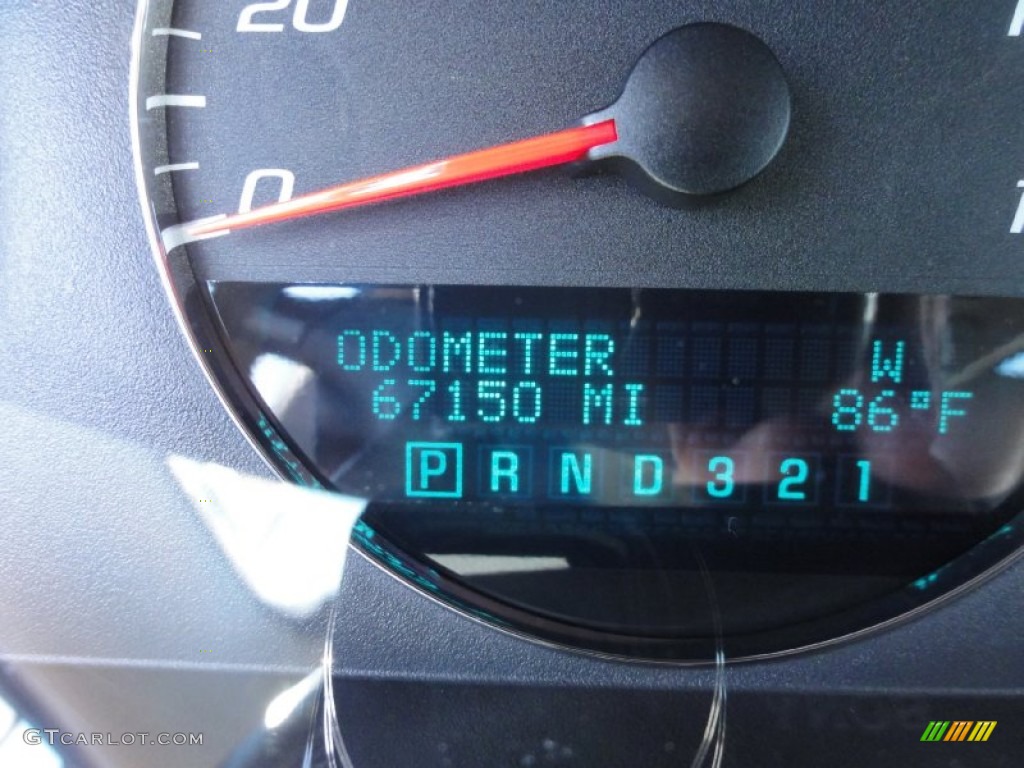 20
0
ODOMETER W
67150 MI 86°F
P R N D 3 2 1
GTCARLOT.COM